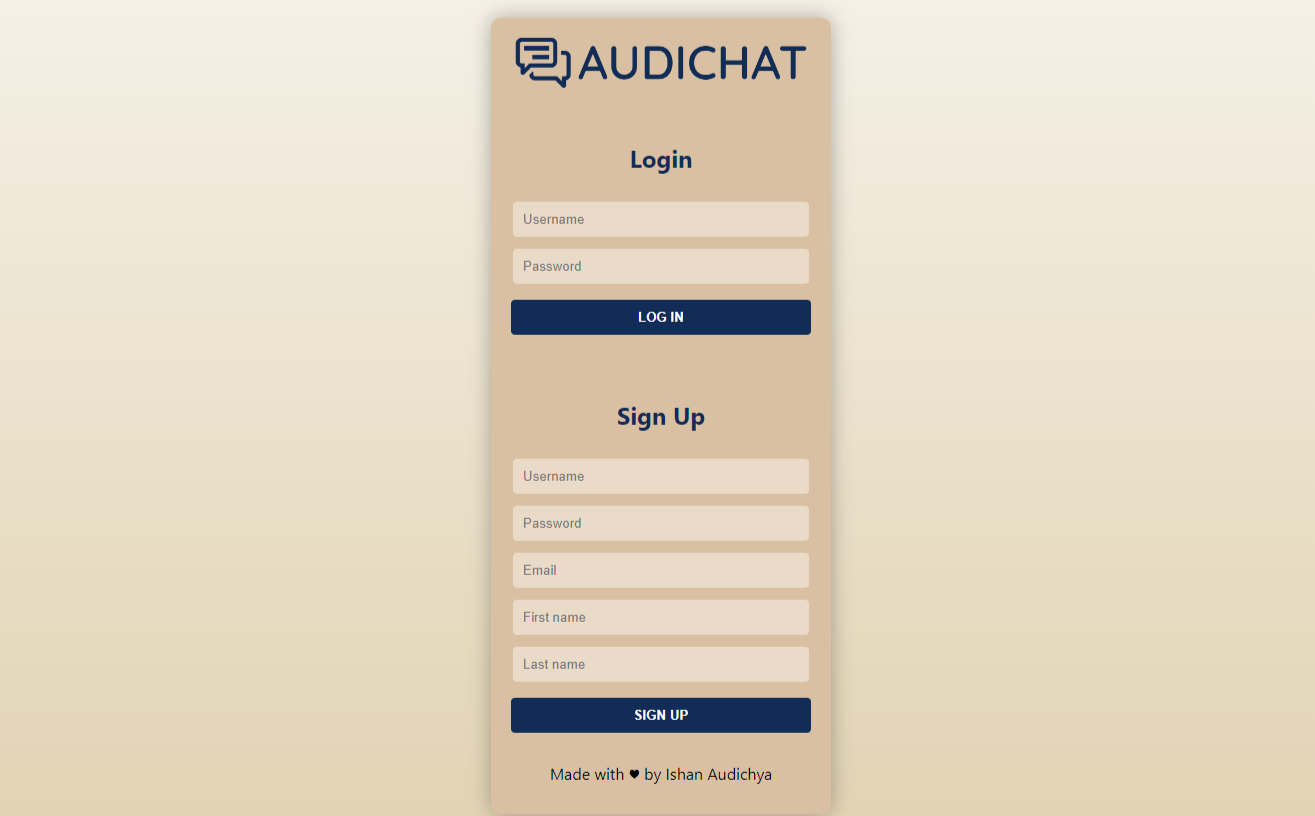 AUDICHAT
Login
Username
Password
LOG IN
Sign Up
Username
Password
Email
First name
Last name
SIGN UP
Made with ♥ by Ishan Audichya